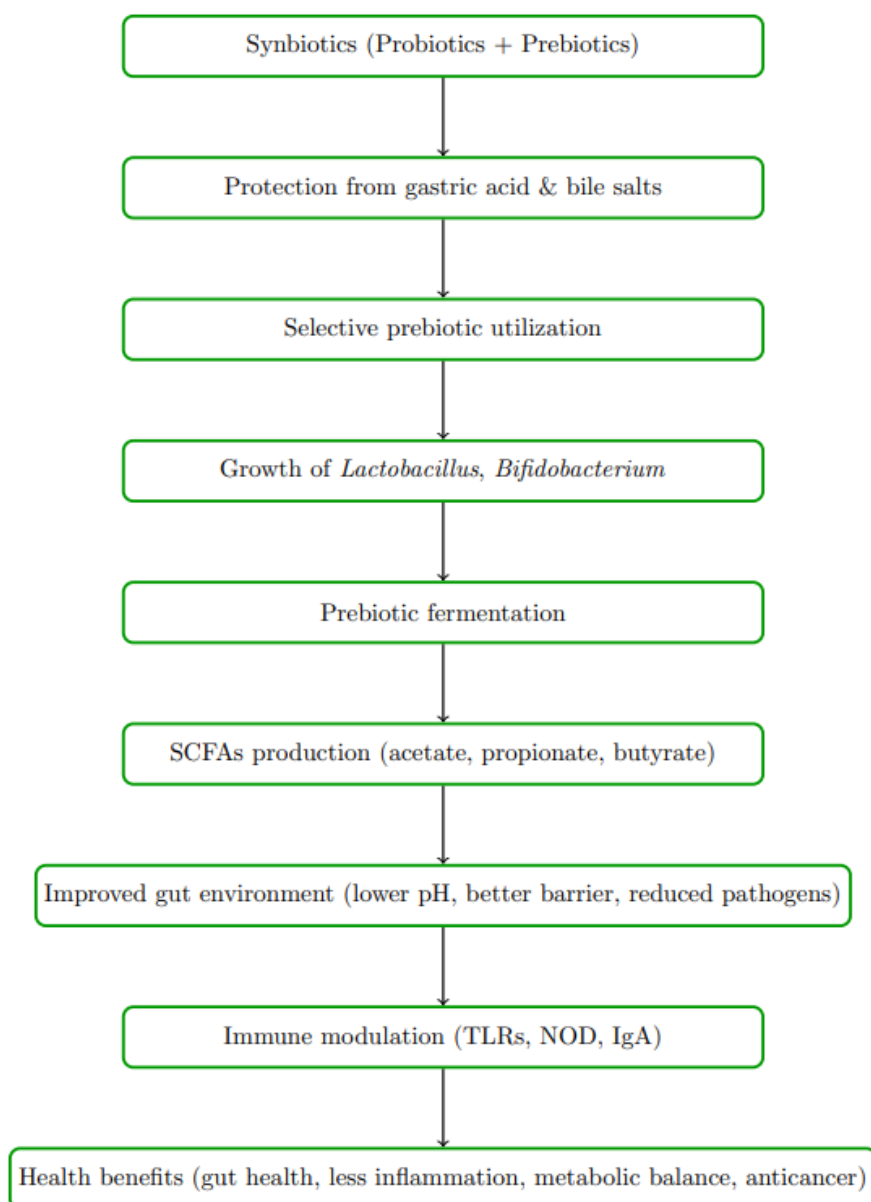 Synbiotics (Probiotics + Prebiotics)
Protection from gastric acid & bile salts
Selective prebiotic utilization
Growth of Lactobacillus, Bifidobacterium
Prebiotic fermentation
SCFAs production (acetate, propionate, butyrate)
Improved gut environment (lower pH, better barrier, reduced pathogens)
Immune modulation (TLRs, NOD, IgA)
Health benefits (gut health, less inflammation, metabolic balance, anticancer)